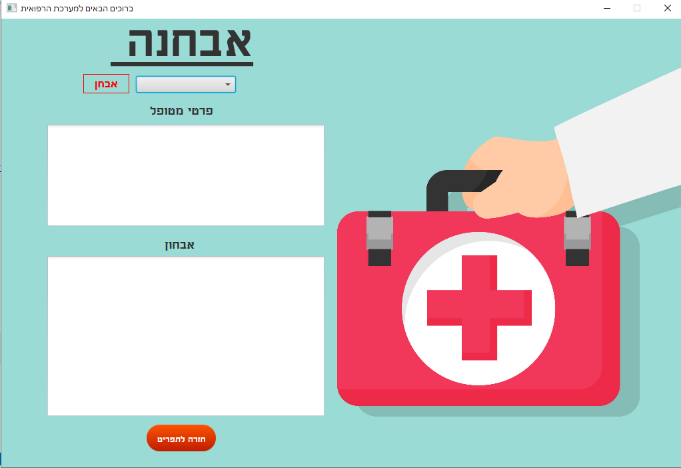 ברוכים הבאים למערכת הרפואית
אבחנה
אבחן
פרטי מטופל
אבחון
חזרה לתפריט